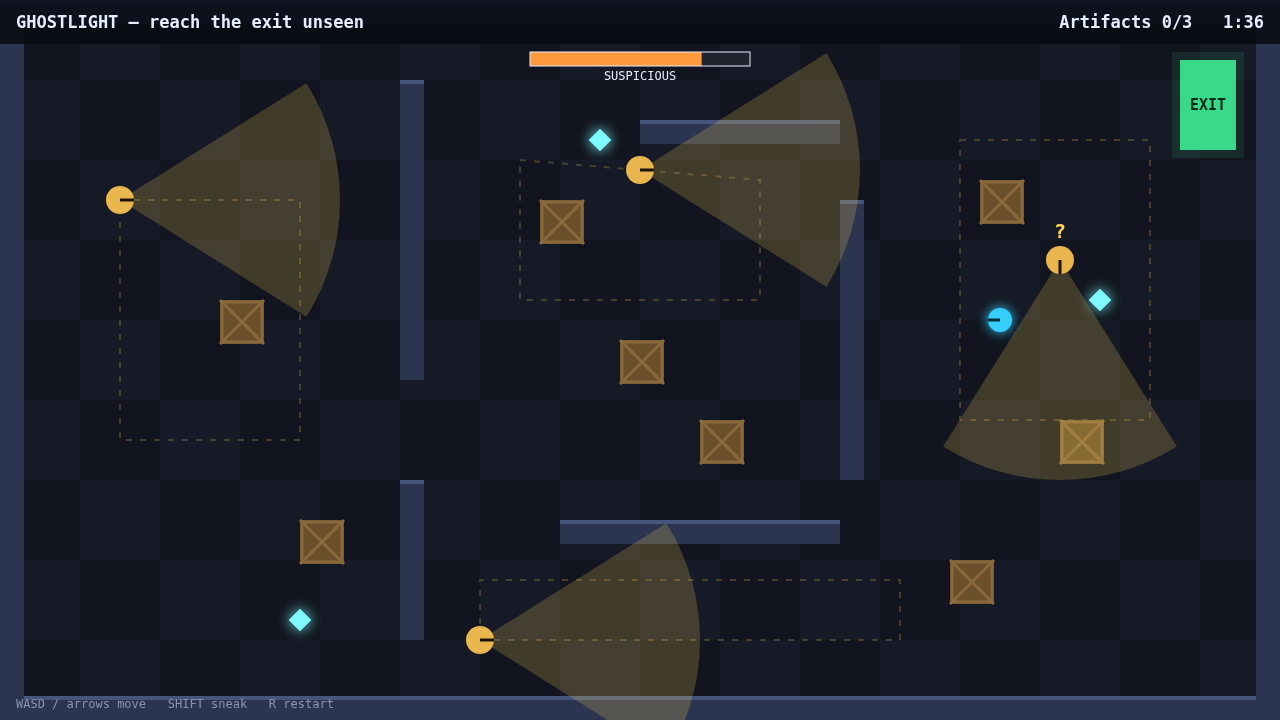 GHOSTLIGHT — reach the exit unseen
Artifacts 0/3 1:36
SUSPICIOUS
EXIT
?
WASD / arrows move SHIFT sneak R restart